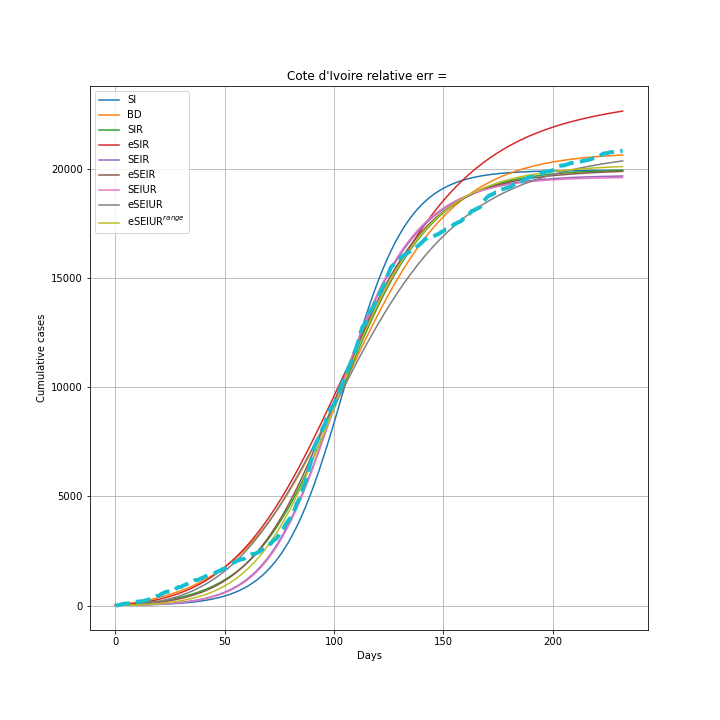 Cote d'Ivoire relative err =
SI
BD
SIR
eSIR
SEIR
eSEIR
SEIUR
eSEIUR
eSEIUR^range
Cumulative cases
20000
15000
10000
5000
0
0 50 100 150 200
Days